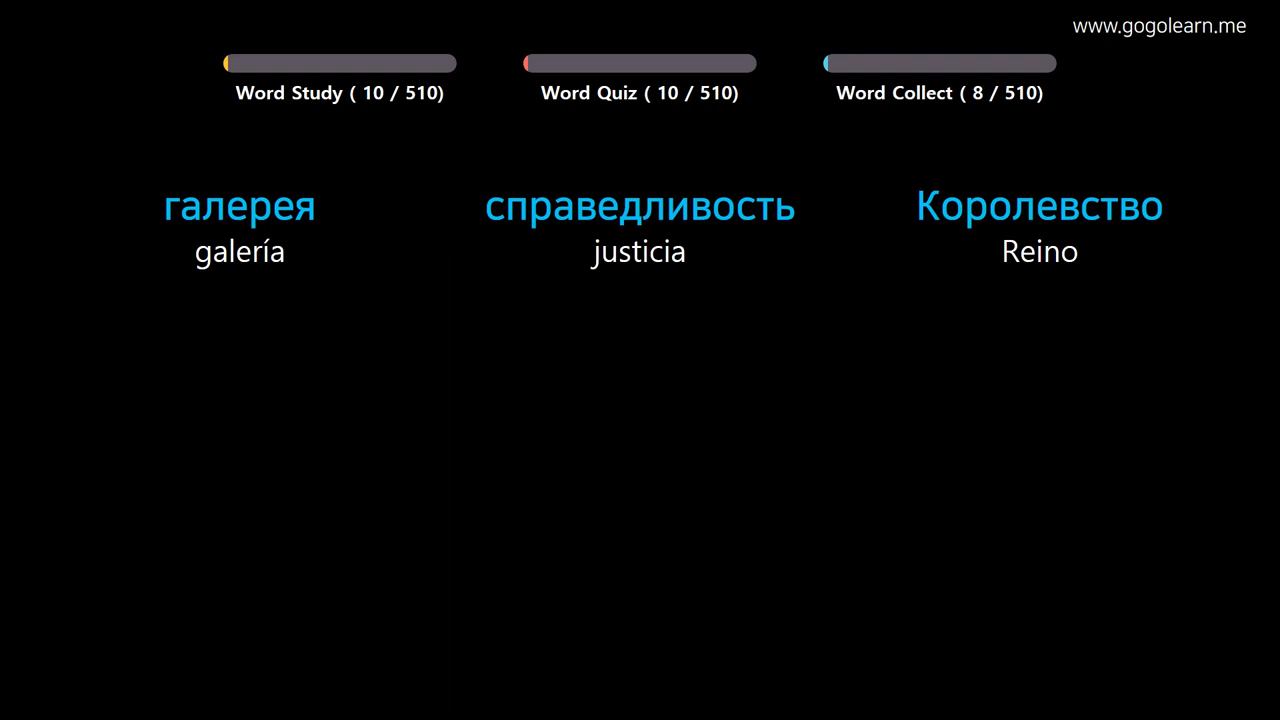 www.gogolearn.me
Word Study ( 10 / 510)
Word Quiz ( 10 / 510)
Word Collect ( 8 / 510)
галерея
galería
справедливость
justicia
Королевство
Reino